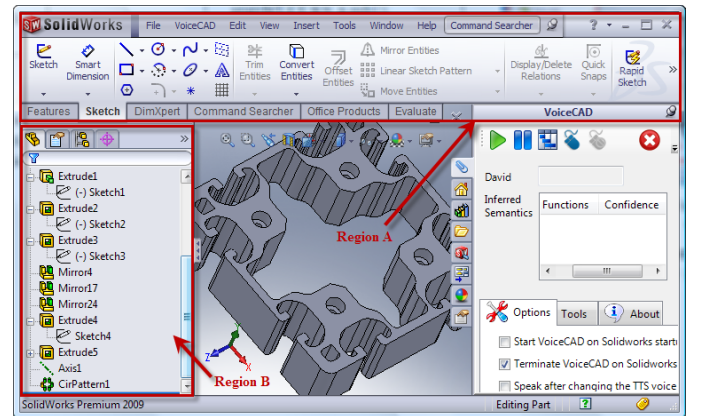 SolidWorks File VoiceCAD Edit View Insert Tools Window Help Command Searcher ?
Sketch Smart Dimension Trim Entities Convert Entities Offset Entities Mirror Entities Display/Delete Relations Quick Snaps Rapid Sketch
Linear Sketch Pattern
Move Entities
Features Sketch DimXpert Command Searcher Office Products Evaluate VoiceCAD
Extrude1
(-) Sketch1
Extrude2
(-) Sketch2
Extrude3
(-) Sketch3
Mirror4
Mirror17
Mirror24
Extrude4
Sketch4
Extrude5
Axis1
CirPattern1
Region A
Region B
Z
X
David
Inferred Semantics
Functions Confidence
Options Tools About
Start VoiceCAD on Solidworks start
Terminate VoiceCAD on Solidworks
Speak after changing the TTS voice
SolidWorks Premium 2009 Editing Part ?